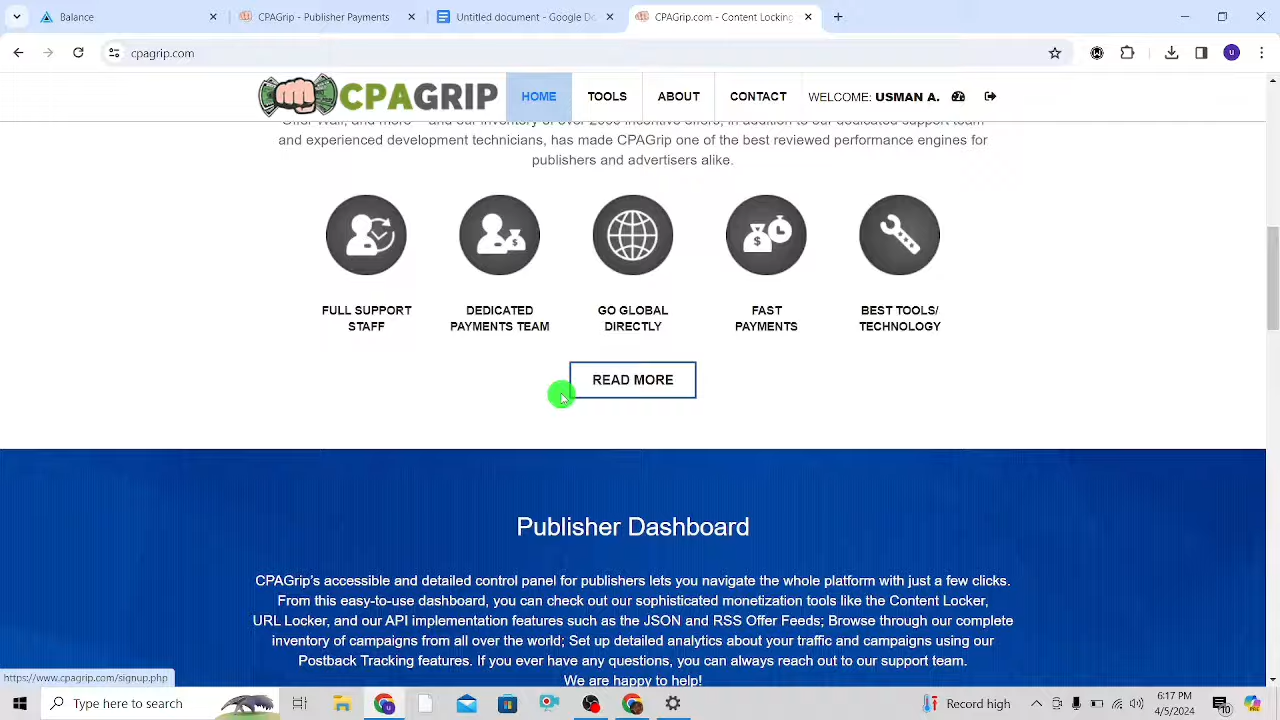 Balance
CPAGrip - Publisher Payments
Untitled document - Google Do
CPAGrip.com - Content Locking
cpagrip.com
CPAGRIP
HOME
TOOLS
ABOUT
CONTACT
WELCOME: USMAN A.
and experienced development technicians, has made CPAGrip one of the best reviewed performance engines for
publishers and advertisers alike.
FULL SUPPORT
STAFF
DEDICATED
PAYMENTS TEAM
GO GLOBAL
DIRECTLY
FAST
PAYMENTS
BEST TOOLS/
TECHNOLOGY
READ MORE
Publisher Dashboard
CPAGrip's accessible and detailed control panel for publishers lets you navigate the whole platform with just a few clicks.
From this easy-to-use dashboard, you can check out our sophisticated monetization tools like the Content Locker,
URL Locker, and our API implementation features such as the JSON and RSS Offer Feeds; Browse through our complete
inventory of campaigns from all over the world; Set up detailed analytics about your traffic and campaigns using our
Postback Tracking features. If you ever have any questions, you can always reach out to our support team.
We are happy to help!
https://www.cpagrip.com/signup.php
Type here to search
Record high
6:17 PM
4/5/2024